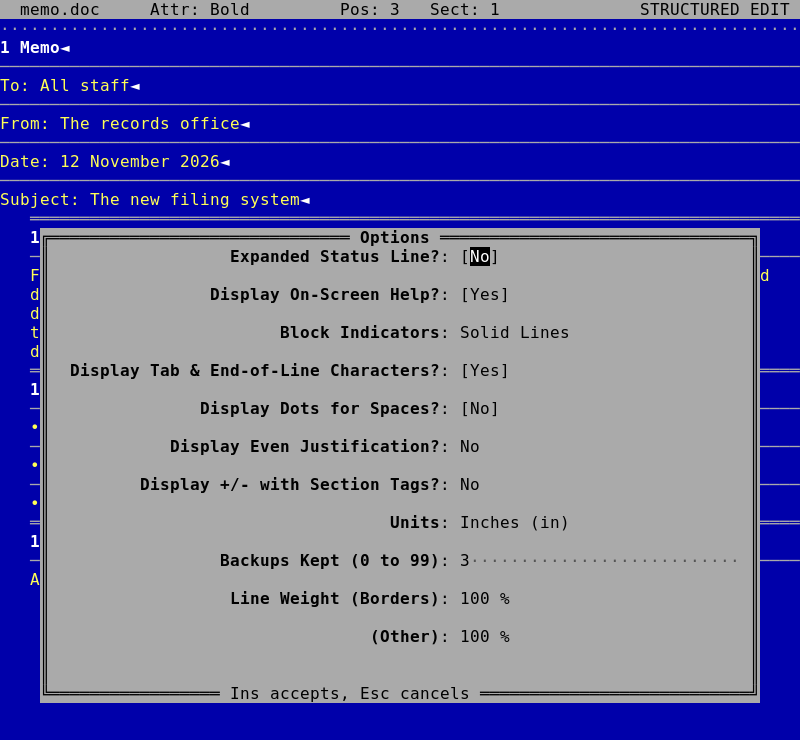 memo.doc Attr: Bold Pos: 3 Sect: 1 STRUCTURED EDIT
1 Memo◄
To: All staff◄
From: The records office◄
Date: 12 November 2026◄
Subject: The new filing system◄
1
Options
Expanded Status Line?: [No]
F d
Display On-Screen Help?: [Yes]
d
d
Block Indicators: Solid Lines
t
d
Display Tab & End-of-Line Characters?: [Yes]
1
Display Dots for Spaces?: [No]
•
Display Even Justification?: No
•
Display +/- with Section Tags?: No
•
Units: Inches (in)
1
Backups Kept (0 to 99): 3
A
Line Weight (Borders): 100 %
(Other): 100 %
Ins accepts, Esc cancels